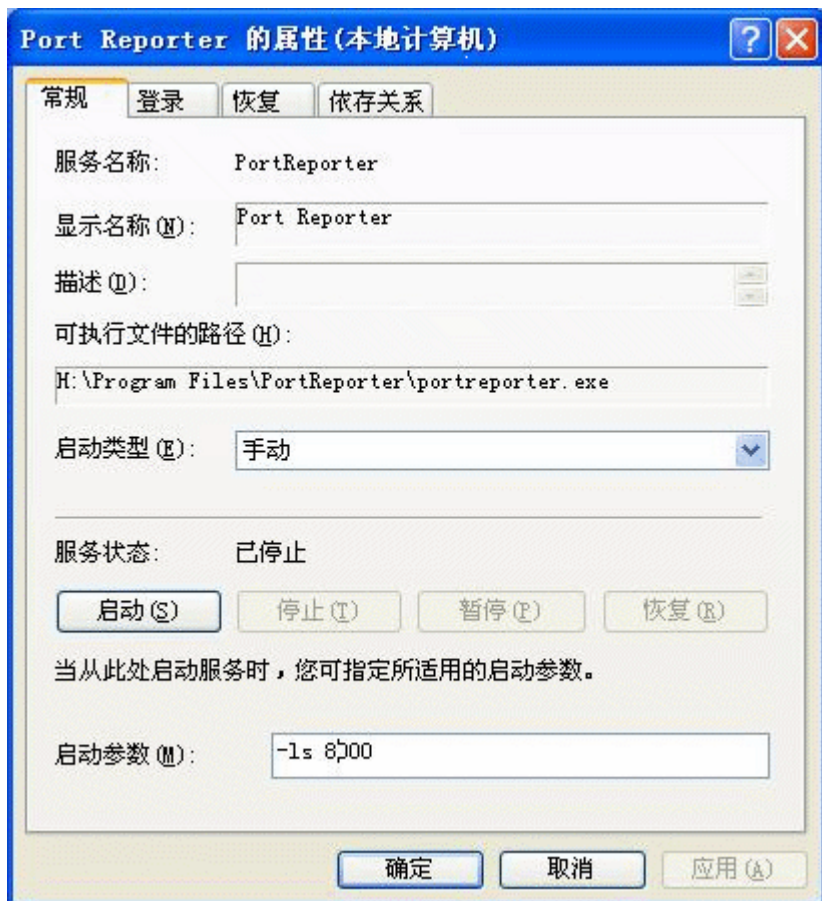 Port Reporter 的属性(本地计算机)
常规 登录 恢复 依存关系
服务名称: PortReporter
显示名称(N): Port Reporter
描述(D):
可执行文件的路径(H):
H:\Program Files\PortReporter\portreporter.exe
启动类型(E): 手动
服务状态: 已停止
启动(S) 停止(T) 暂停(P) 恢复(R)
当从此处启动服务时，您可指定所适用的启动参数。
启动参数(M): -ls 8000
确定 取消 应用(A)